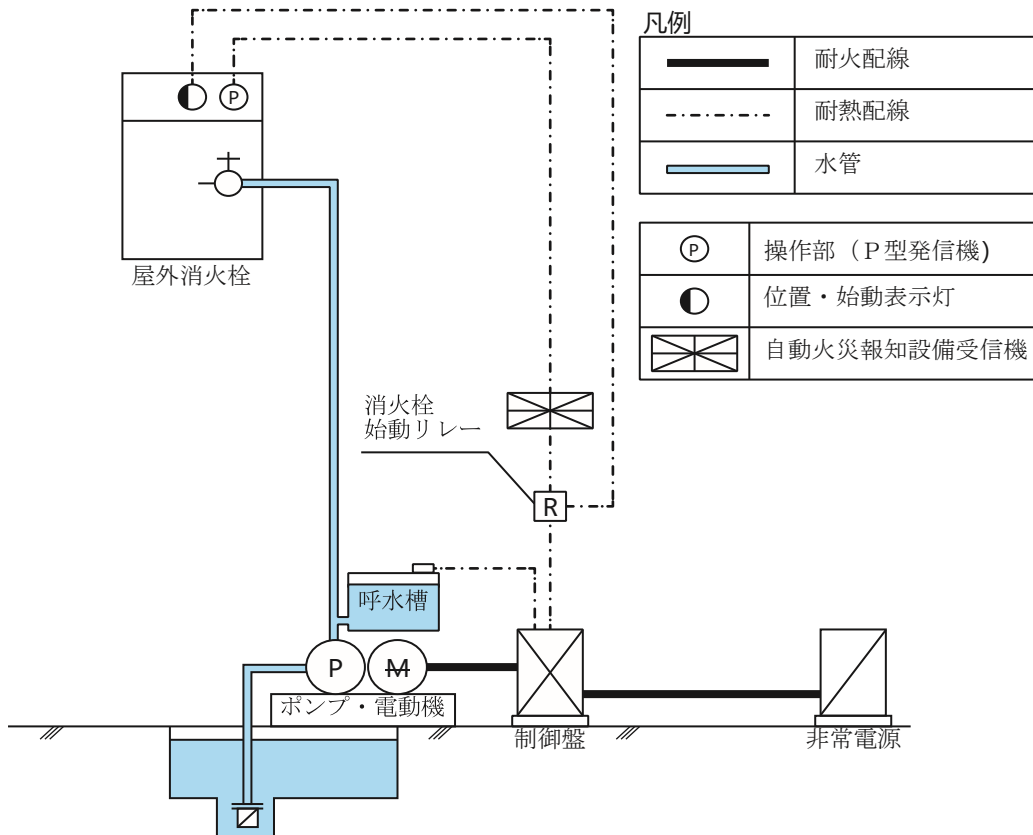 凡例
耐火配線
耐熱配線
水管
P
操作部（P型発信機)
位置・始動表示灯
自動火災報知設備受信機
P
屋外消火栓
消火栓
始動リレー
R
呼水槽
P
M
ポンプ・電動機
制御盤
非常電源